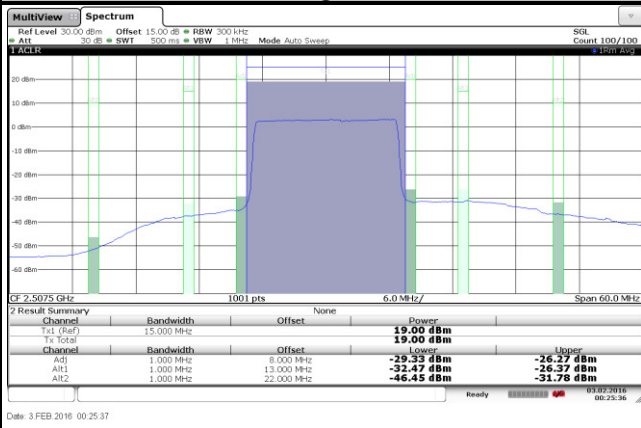 MultiView Spectrum
Ref Level 30.00 dBm Offset 15.00 dB RBW 300 kHz SGL
Att 30 dB SWT 500 ms VBW 1 MHz Mode Auto Sweep Count 100/100
1 ACLR 1Rm Avg
20 dBm
10 dBm
0 dBm
-10 dBm
-20 dBm
-30 dBm
-40 dBm
-50 dBm
-60 dBm
CF 2.5075 GHz 1001 pts 6.0 MHz/ Span 60.0 MHz
2 Result Summary None
Channel Bandwidth Offset Power
Tx1 (Ref) 15.000 MHz 19.00 dBm
Tx Total 19.00 dBm
Channel Bandwidth Offset Lower Upper
Adj 1.000 MHz 8.000 MHz -29.33 dBm -26.27 dBm
Alt1 1.000 MHz 13.000 MHz -32.47 dBm -26.37 dBm
Alt2 1.000 MHz 22.000 MHz -46.45 dBm -31.78 dBm
Ready 03.02.2016
00:25:36
Date: 3.FEB.2016 00:25:37